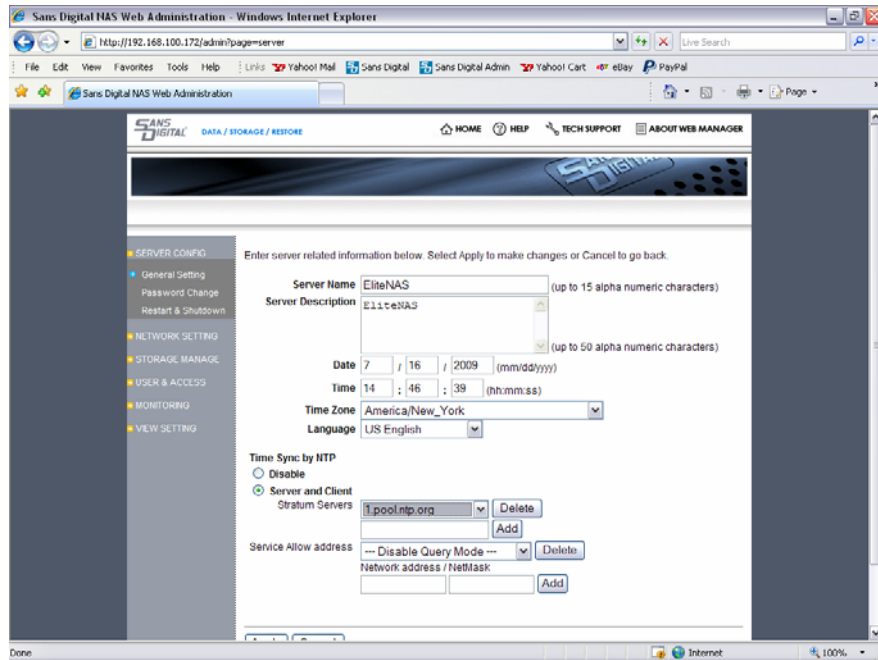 Sans Digital NAS Web Administration - Windows Internet Explorer
http://192.168.100.172/admin?page=server
Live Search
File Edit View Favorites Tools Help Links Yahoo! Mail Sans Digital Sans Digital Admin Yahoo! Cart eBay PayPal
Sans Digital NAS Web Administration
Page
SANS DIGITAL DATA / STORAGE / RESTORE HOME HELP TECH SUPPORT ABOUT WEB MANAGER
SANS DIGITAL
SERVER CONFIG
General Setting
Password Change
Restart & Shutdown
NETWORK SETTING
STORAGE MANAGE
USER & ACCESS
MONITORING
VIEW SETTING
Enter server related information below. Select Apply to make changes or Cancel to go back.
Server Name EliteNAS (up to 15 alpha numeric characters)
Server Description EliteNAS
(up to 50 alpha numeric characters)
Date 7 / 16 / 2009 (mm/dd/yyyy)
Time 14 : 46 : 39 (hh:mm:ss)
Time Zone America/New_York
Language US English
Time Sync by NTP
Disable
Server and Client
Stratum Servers 1.pool.ntp.org Delete
Add
Service Allow address --- Disable Query Mode --- Delete
Network address / NetMask
Add
Done Internet 100%